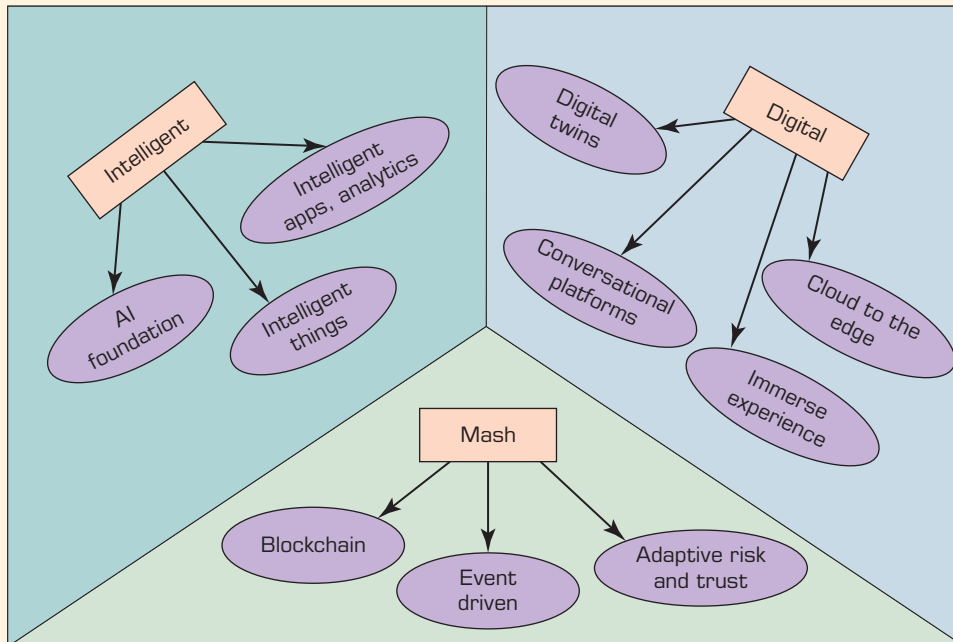 Intelligent
Intelligent
apps, analytics
AI
foundation
Intelligent
things
Digital
Digital
twins
Conversational
platforms
Cloud to the
edge
Immerse
experience
Mash
Blockchain
Event
driven
Adaptive risk
and trust